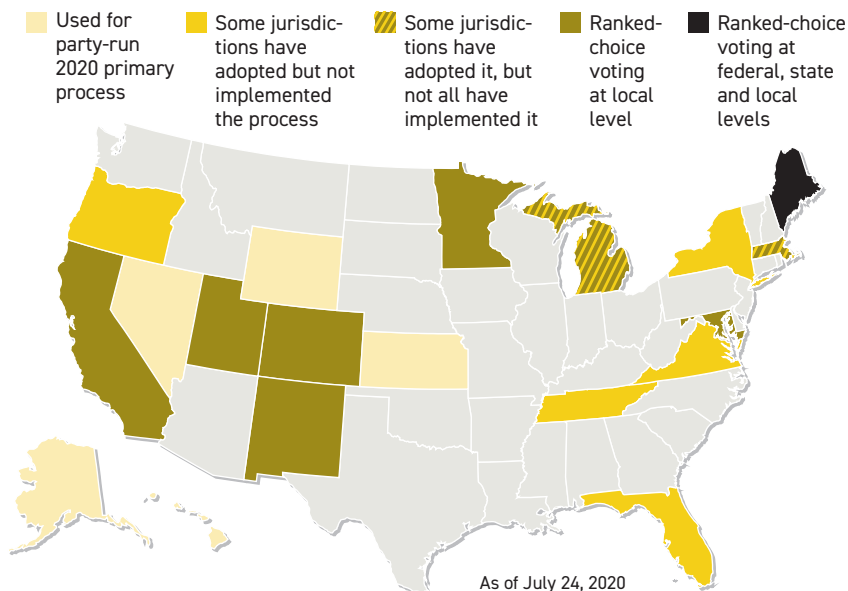 Used for
party-run
2020 primary
process
Some jurisdic-
tions have
adopted but not
implemented
the process
Some jurisdic-
tions have
adopted it, but
not all have
implemented it
Ranked-
choice
voting
at local
level
Ranked-choice
voting at
federal, state
and local
levels
As of July 24, 2020